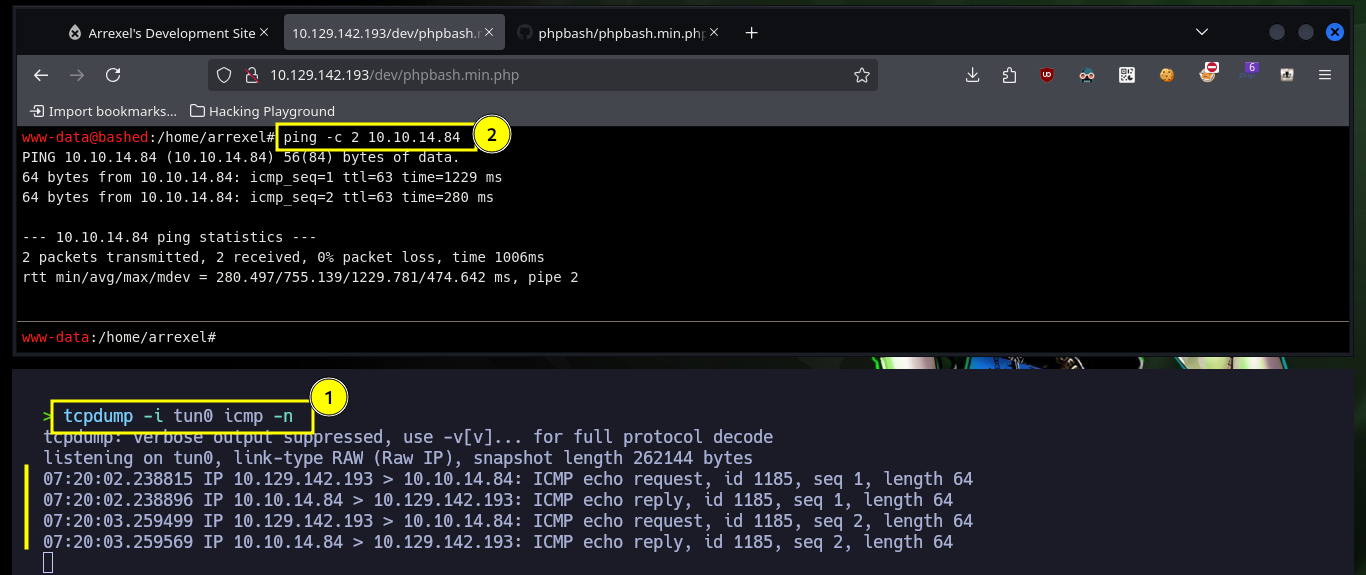 Arrexel's Development Site
10.129.142.193/dev/phpbash.
phpbash/phpbash.min.php
10.129.142.193/dev/phpbash.min.php
6
Import bookmarks...
Hacking Playground
www-data@bashed:/home/arrexel# ping -c 2 10.10.14.84
2
PING 10.10.14.84 (10.10.14.84) 56(84) bytes of data.
64 bytes from 10.10.14.84: icmp_seq=1 ttl=63 time=1229 ms
64 bytes from 10.10.14.84: icmp_seq=2 ttl=63 time=280 ms
--- 10.10.14.84 ping statistics ---
2 packets transmitted, 2 received, 0% packet loss, time 1006ms
rtt min/avg/max/mdev = 280.497/755.139/1229.781/474.642 ms, pipe 2
www-data:/home/arrexel#
1
> tcpdump -i tun0 icmp -n
tcpdump: verbose output suppressed, use -v[v]... for full protocol decode
listening on tun0, link-type RAW (Raw IP), snapshot length 262144 bytes
07:20:02.238815 IP 10.129.142.193 > 10.10.14.84: ICMP echo request, id 1185, seq 1, length 64
07:20:02.238896 IP 10.10.14.84 > 10.129.142.193: ICMP echo reply, id 1185, seq 1, length 64
07:20:03.259499 IP 10.129.142.193 > 10.10.14.84: ICMP echo request, id 1185, seq 2, length 64
07:20:03.259569 IP 10.10.14.84 > 10.129.142.193: ICMP echo reply, id 1185, seq 2, length 64